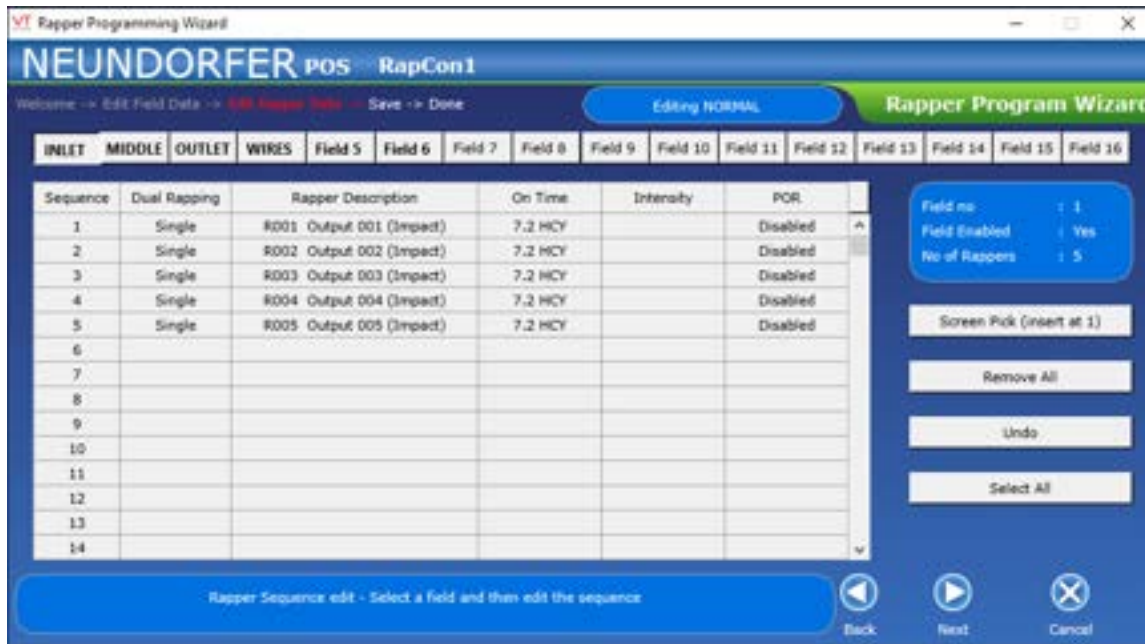 VT Rapper Programming Wizard
NEUNDORFER POS RapCon1
Welcome -> Edit Field Data -> Edit Rapper Data -> Save -> Done
Editing NORMAL
Rapper Program Wizard
INLET MIDDLE OUTLET WIRES Field 5 Field 6 Field 7 Field 8 Field 9 Field 10 Field 11 Field 12 Field 13 Field 14 Field 15 Field 16
Sequence Dual Rapping Rapper Description On Time Intensity POR
1 Single R001 Output 001 (Impact) 7.2 HCY Disabled
2 Single R002 Output 002 (Impact) 7.2 HCY Disabled
3 Single R003 Output 003 (Impact) 7.2 HCY Disabled
4 Single R004 Output 004 (Impact) 7.2 HCY Disabled
5 Single R005 Output 005 (Impact) 7.2 HCY Disabled
6
7
8
9
10
11
12
13
14
Field no : 1
Field Enabled : Yes
No of Rappers : 5
Screen Pick (insert at 1)
Remove All
Undo
Select All
Rapper Sequence edit - Select a field and then edit the sequence
Back Next Cancel